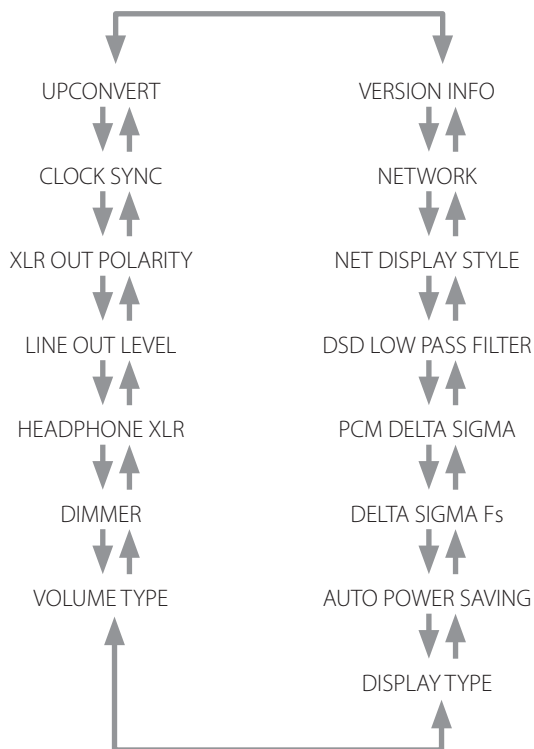 UPCONVERT
CLOCK SYNC
XLR OUT POLARITY
LINE OUT LEVEL
HEADPHONE XLR
DIMMER
VOLUME TYPE
VERSION INFO
NETWORK
NET DISPLAY STYLE
DSD LOW PASS FILTER
PCM DELTA SIGMA
DELTA SIGMA Fs
AUTO POWER SAVING
DISPLAY TYPE